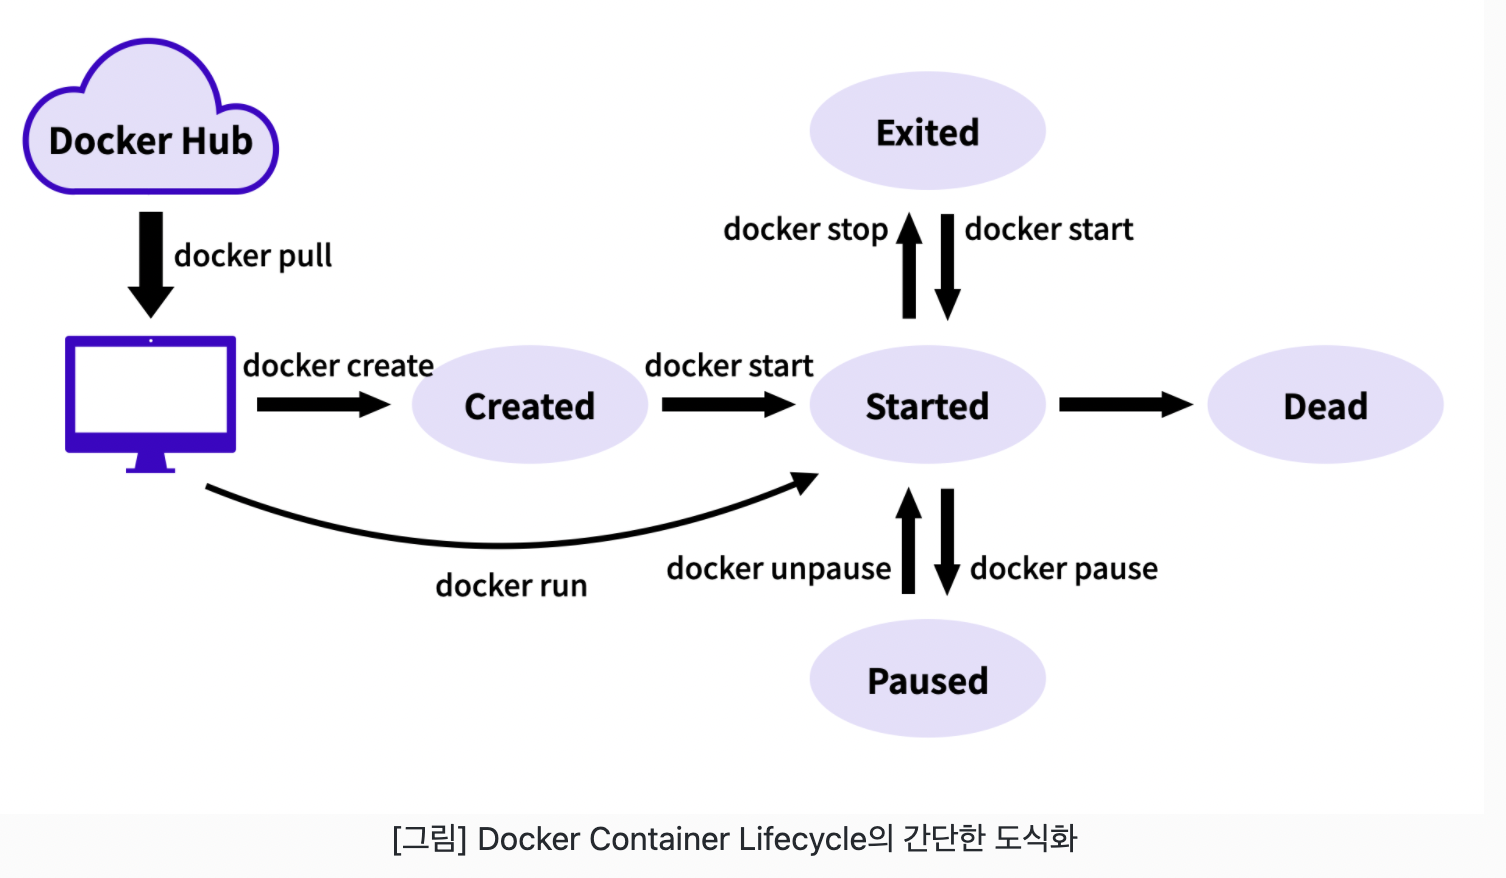 Docker Hub
Exited
docker stop
docker start
docker pull
docker create
docker start
Created
Started
Dead
docker run
docker unpause
docker pause
Paused
[그림] Docker Container Lifecycle의 간단한 도식화